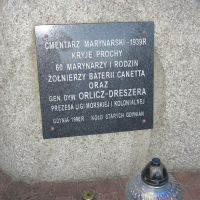 CMENTARZ MARYNARSKI - 1939R
KRYJE PROCHY
60 MARYNARZY I RODZIN
ŻOŁNIERZY BATERII CANETTA
ORAZ
GEN. DYW. ORLICZ-DRESZERA
PREZESA LIGI MORSKIEJ I KOLONIALNEJ
GDYNIA 1992R KOŁO STARYCH GDYNIAN